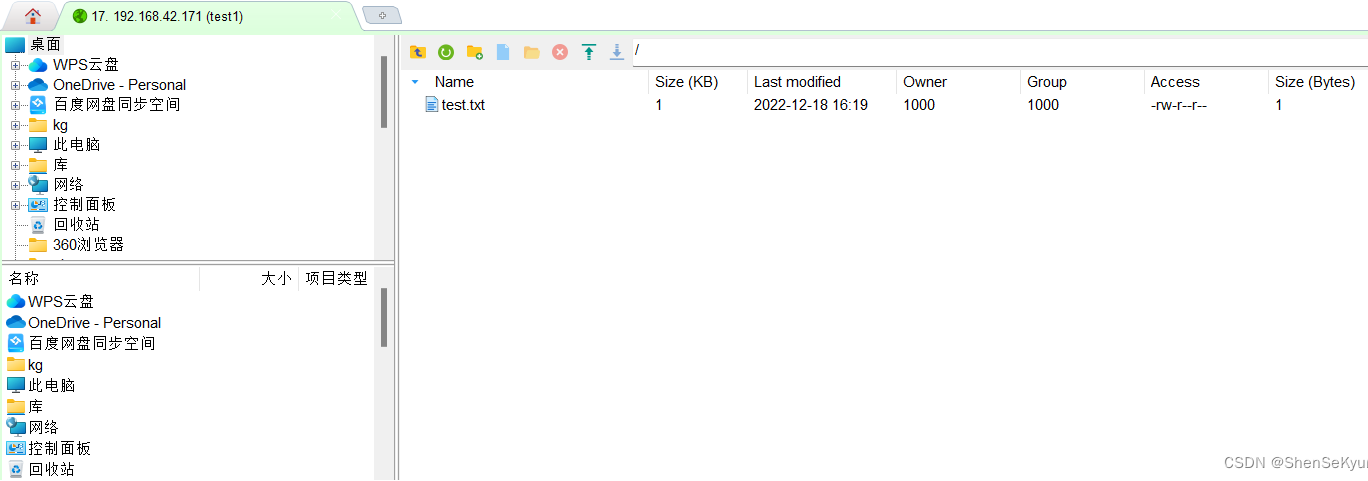 17. 192.168.42.171 (test1)
桌面
WPS云盘
OneDrive - Personal
百度网盘同步空间
kg
此电脑
库
网络
控制面板
回收站
360浏览器
名称 大小 项目类型
WPS云盘
OneDrive - Personal
百度网盘同步空间
kg
此电脑
库
网络
控制面板
回收站
/
Name Size (KB) Last modified Owner Group Access Size (Bytes)
test.txt 1 2022-12-18 16:19 1000 1000 -rw-r--r-- 1
CSDN @ShenSeKyun